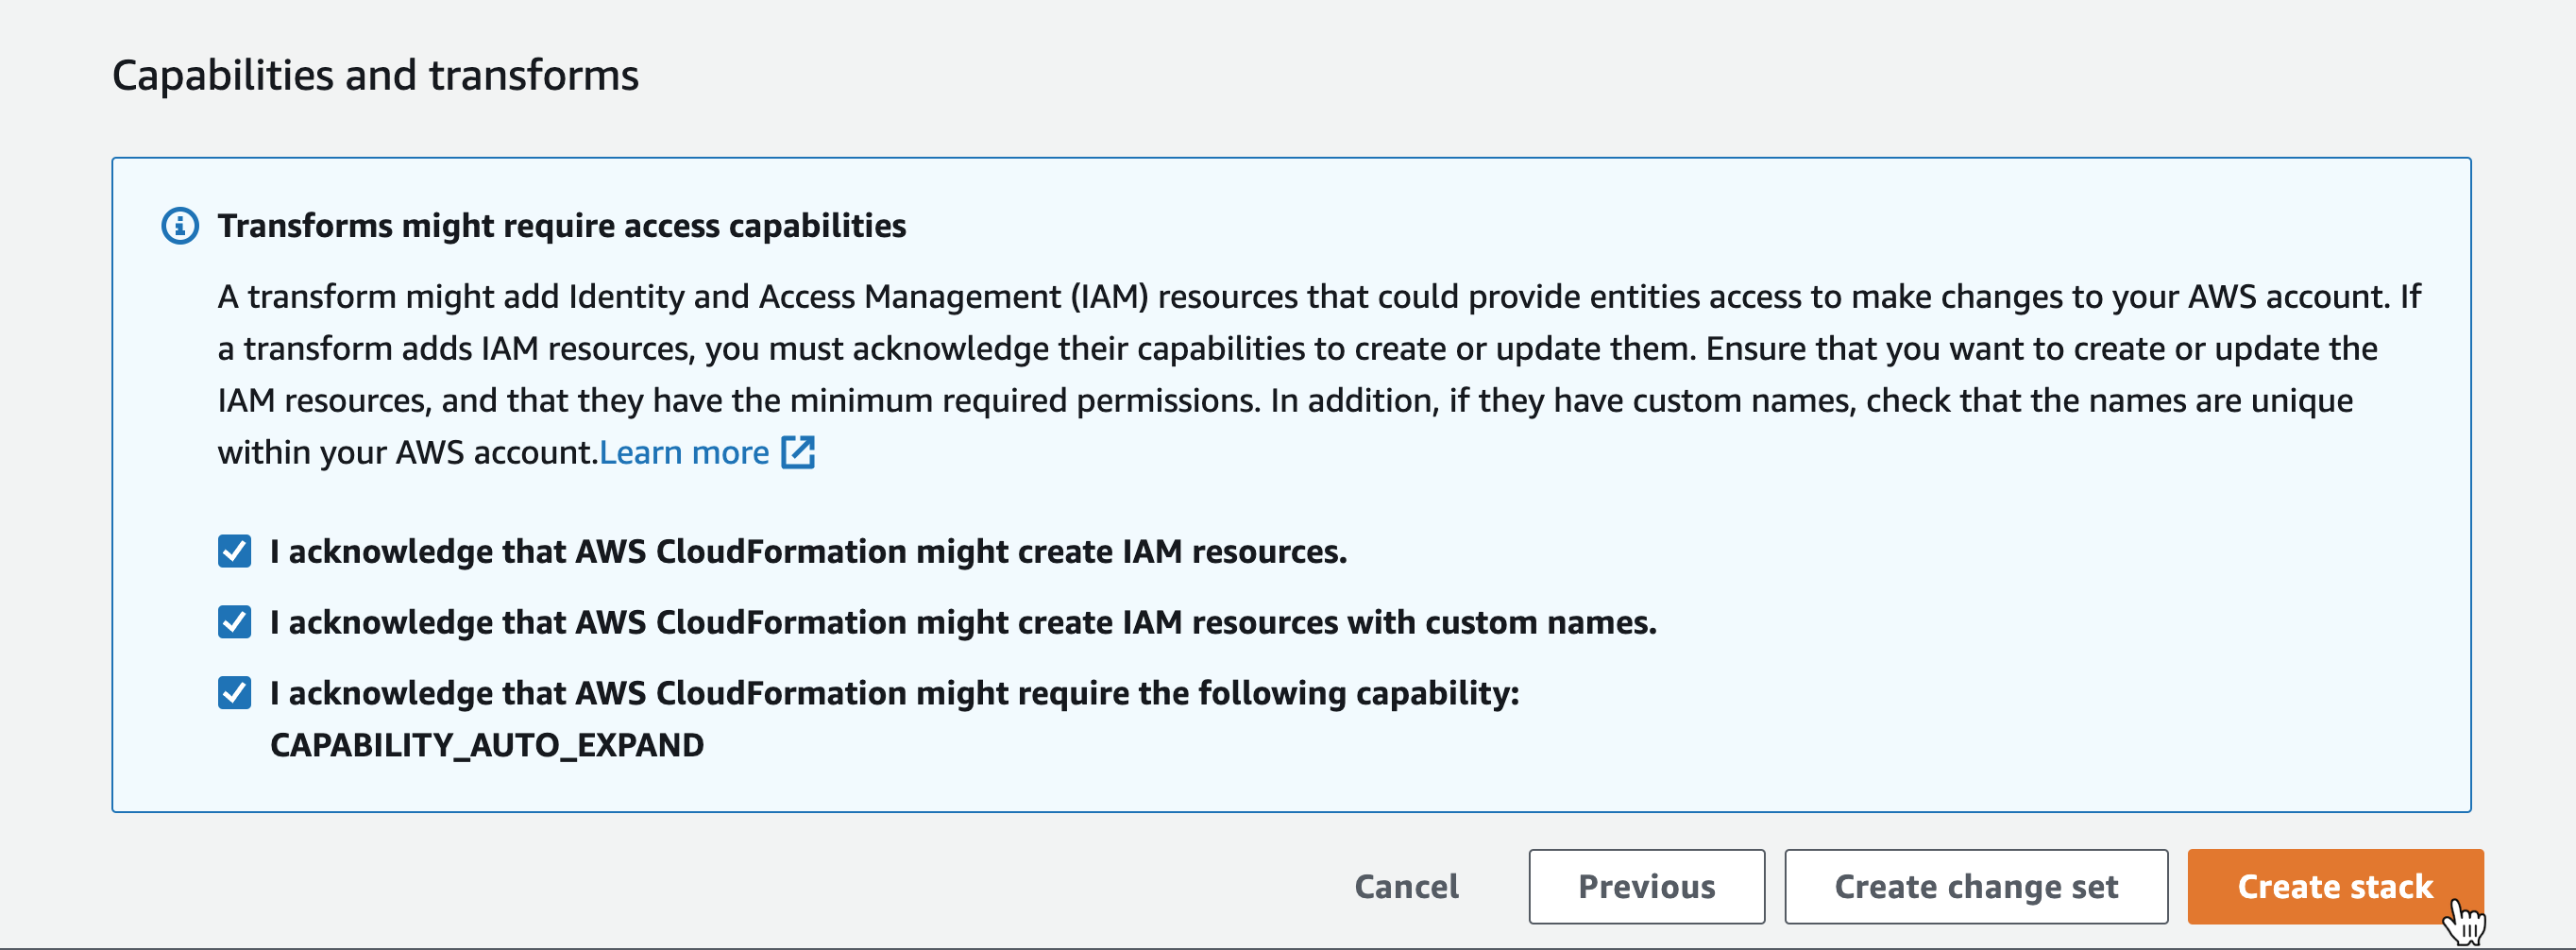 Capabilities and transforms
Transforms might require access capabilities
A transform might add Identity and Access Management (IAM) resources that could provide entities access to make changes to your AWS account. If
a transform adds IAM resources, you must acknowledge their capabilities to create or update them. Ensure that you want to create or update the
IAM resources, and that they have the minimum required permissions. In addition, if they have custom names, check that the names are unique
within your AWS account.Learn more
I acknowledge that AWS CloudFormation might create IAM resources.
I acknowledge that AWS CloudFormation might create IAM resources with custom names.
I acknowledge that AWS CloudFormation might require the following capability:
CAPABILITY_AUTO_EXPAND
Cancel
Previous
Create change set
Create stack